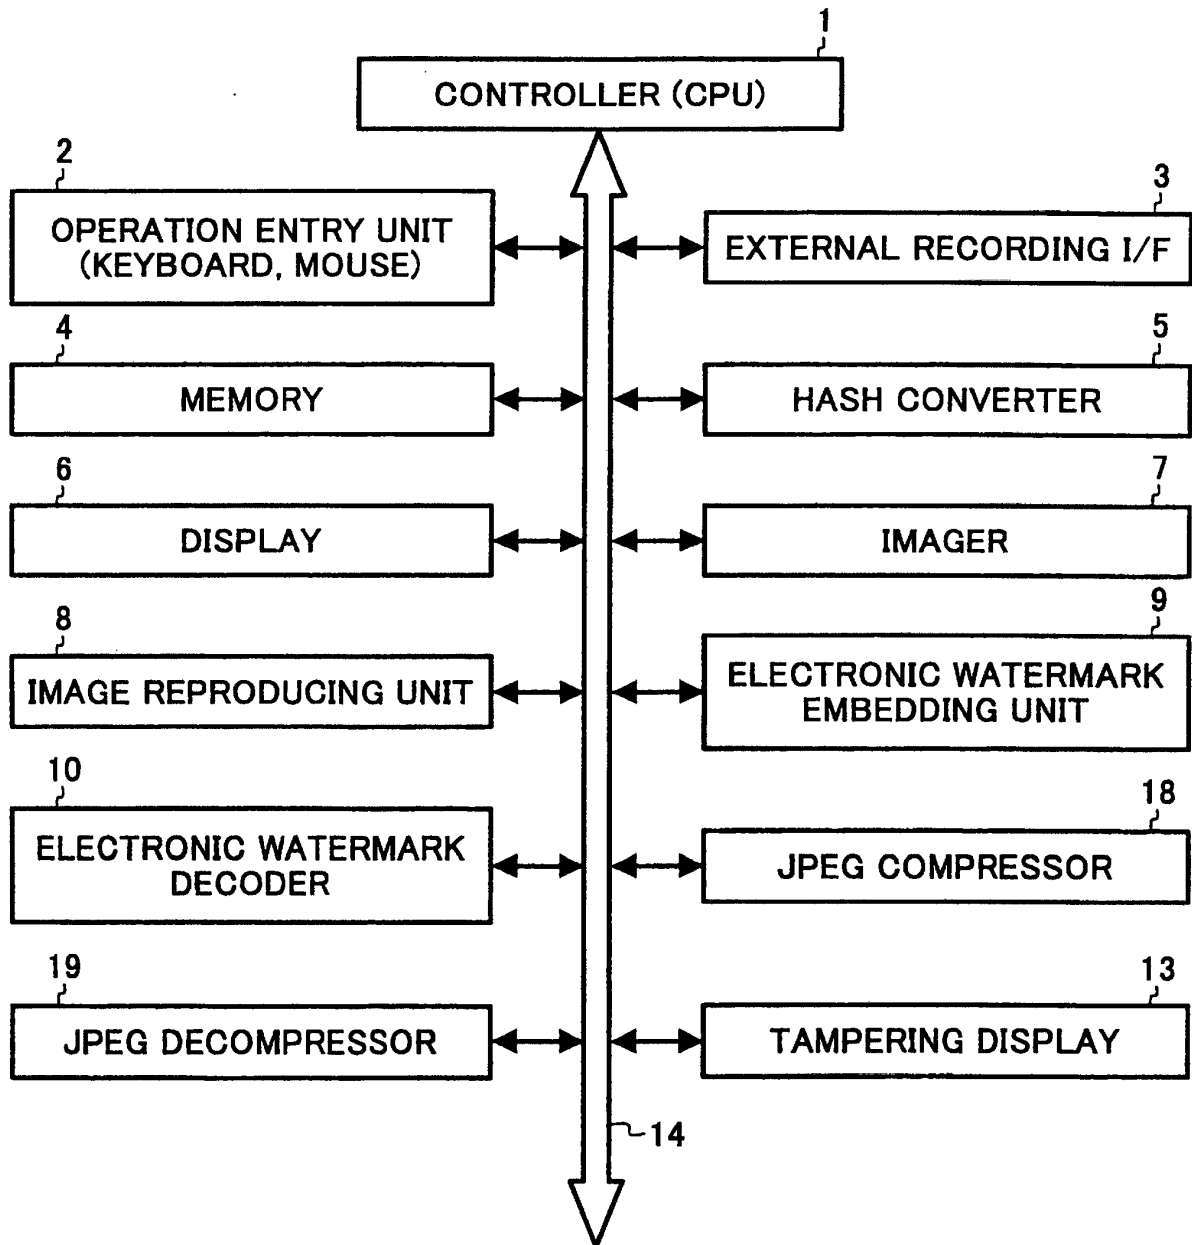 1
CONTROLLER (CPU)
2
OPERATION ENTRY UNIT
(KEYBOARD, MOUSE)
3
EXTERNAL RECORDING I/F
4
MEMORY
5
HASH CONVERTER
6
DISPLAY
7
IMAGER
8
IMAGE REPRODUCING UNIT
9
ELECTRONIC WATERMARK
EMBEDDING UNIT
10
ELECTRONIC WATERMARK
DECODER
18
JPEG COMPRESSOR
19
JPEG DECOMPRESSOR
13
TAMPERING DISPLAY
14